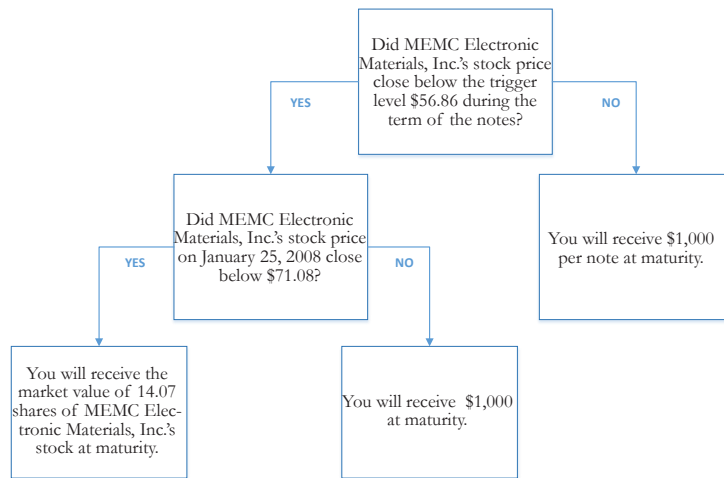 Did MEMC Electronic
Materials, Inc.'s stock price
close below the trigger
level $56.86 during the
term of the notes?
YES
NO
Did MEMC Electronic
Materials, Inc.'s stock price
on January 25, 2008 close
below $71.08?
You will receive $1,000
per note at maturity.
YES
NO
You will receive the
market value of 14.07
shares of MEMC Elec-
tronic Materials, Inc.'s
stock at maturity.
You will receive $1,000
at maturity.